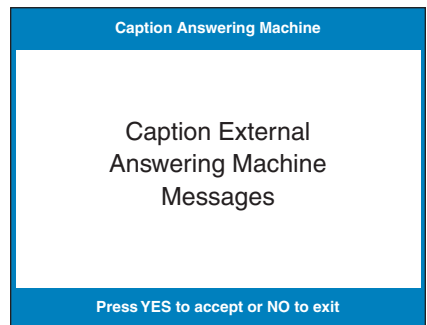 Caption Answering Machine
Caption External
Answering Machine
Messages
Press YES to accept or NO to exit